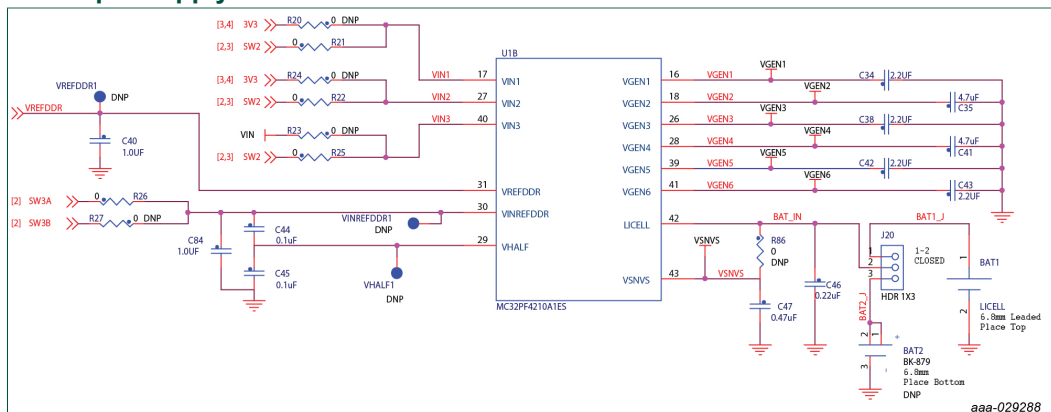 [3,4] 3V3 R20 0 DNP
[2,3] SW2 0 R21
[3,4] 3V3 R24 0 DNP
[2,3] SW2 0 R22
VIN R23 0 DNP
[2,3] SW2 0 R25
VREFDDR1
DNP
VREFDDR
C40
1.0UF
[2] SW3A 0 R26
[2] SW3B R27 0 DNP
C84
1.0UF
C44
0.1uF
C45
0.1uF
VINREFDDR1
DNP
VHALF1
DNP
VIN1 17 VIN1
VIN2 27 VIN2
VIN3 40 VIN3
31 VREFDDR
30 VINREFDDR
29 VHALF
U1B
MC32PF4210A1ES
VGEN1 16 VGEN1 VGEN1 C34 2.2UF
VGEN2 18 VGEN2 VGEN2 4.7uF C35
VGEN3 26 VGEN3 VGEN3 C38 2.2UF
VGEN4 28 VGEN4 VGEN4 4.7uF C41
VGEN5 39 VGEN5 VGEN5 C42 2.2UF
VGEN6 41 VGEN6 VGEN6 C43 2.2UF
LICELL 42 BAT_IN
VSNVS 43 VSNVS
VSNVS
R86
0
DNP
C47
0.47uF
C46
0.22uF
BAT1_J
J20
1
2
3
1-2
CLOSED
HDR 1X3
BAT2_J
1
BAT1
2
LICELL
6.8mm Leaded
Place Top
2 1 +
BAT2
BK-879
6.8mm
Place Bottom
DNP
3 -
aaa-029288